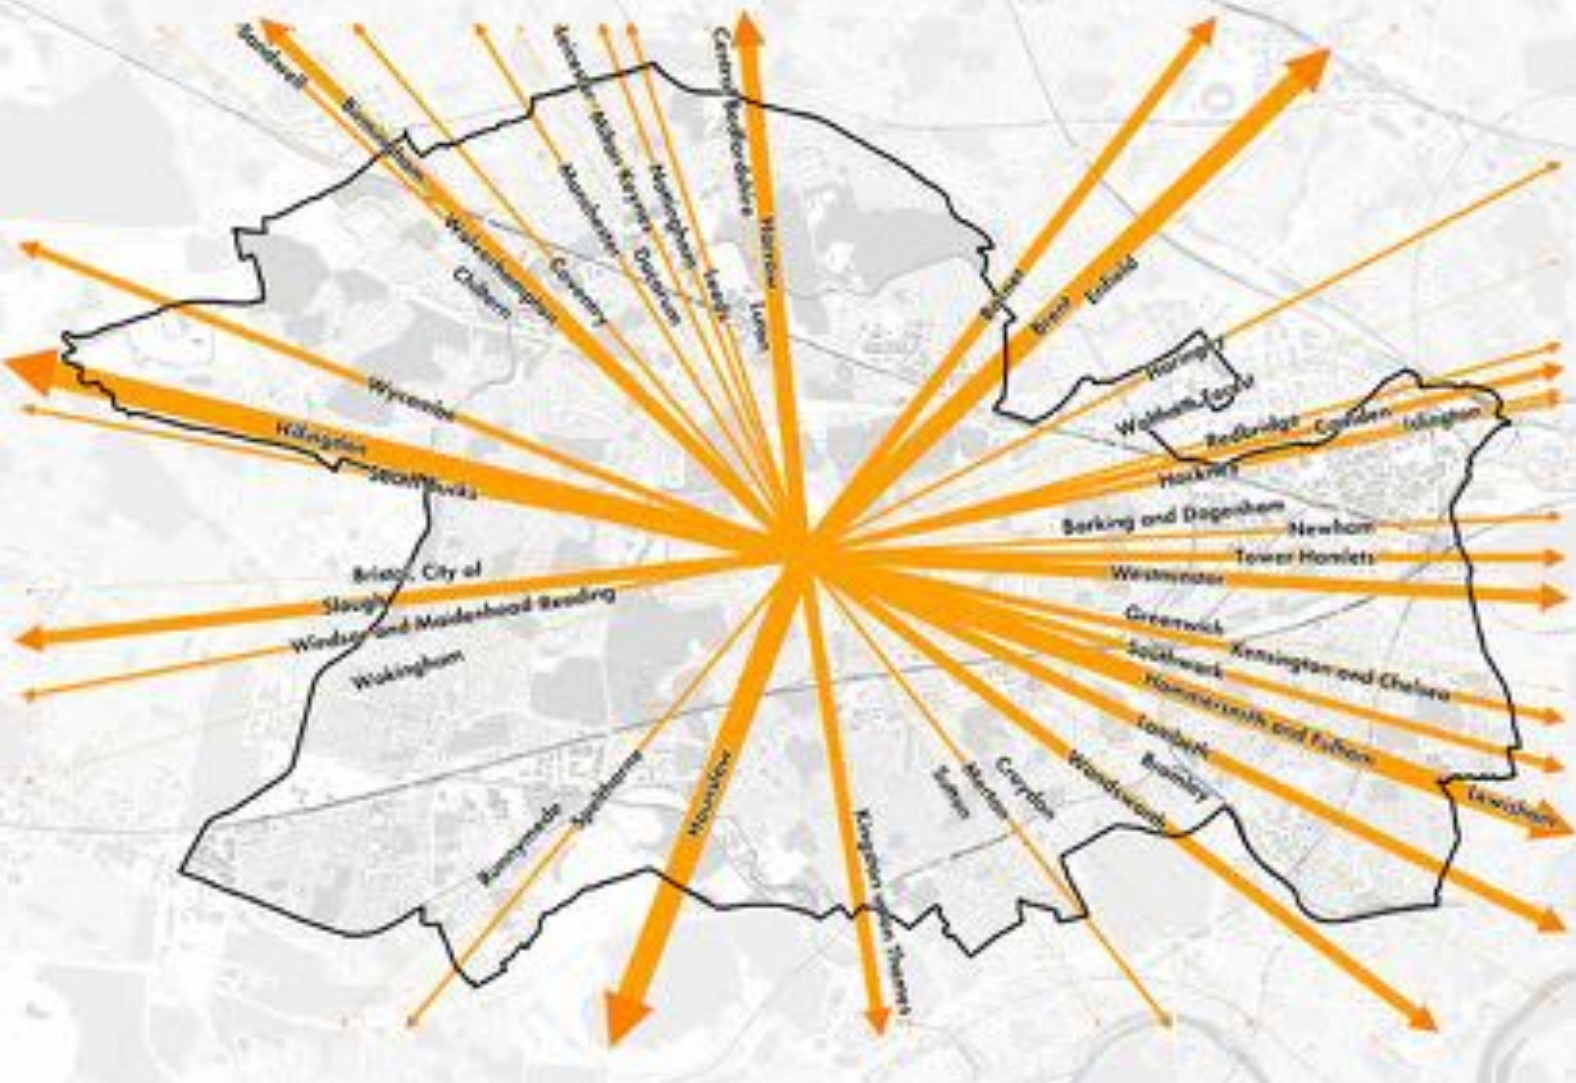 Sandwell
Birmingham
Wolverhampton
Chiltern
Coventry
Manchester
Milton Keynes
Dacorum
Nottingham
Leeds
Central Bedfordshire
Harrow
Luton
Barnet
Brent
Enfield
Haringey
Waltham Forest
Redbridge
Camden
Islington
Hackney
Barking and Dagenham
Newham
Tower Hamlets
Westminster
Greenwich
Kensington and Chelsea
Southwark
Hammersmith and Fulham
Lewisham
Lambeth
Bromley
Wandsworth
Croydon
Merton
Sutton
Kingston upon Thames
Hounslow
Spelthorne
Runnymede
Wokingham
Windsor and Maidenhead Reading
Slough
Bristol, City of
South Bucks
Hillingdon
Wycombe